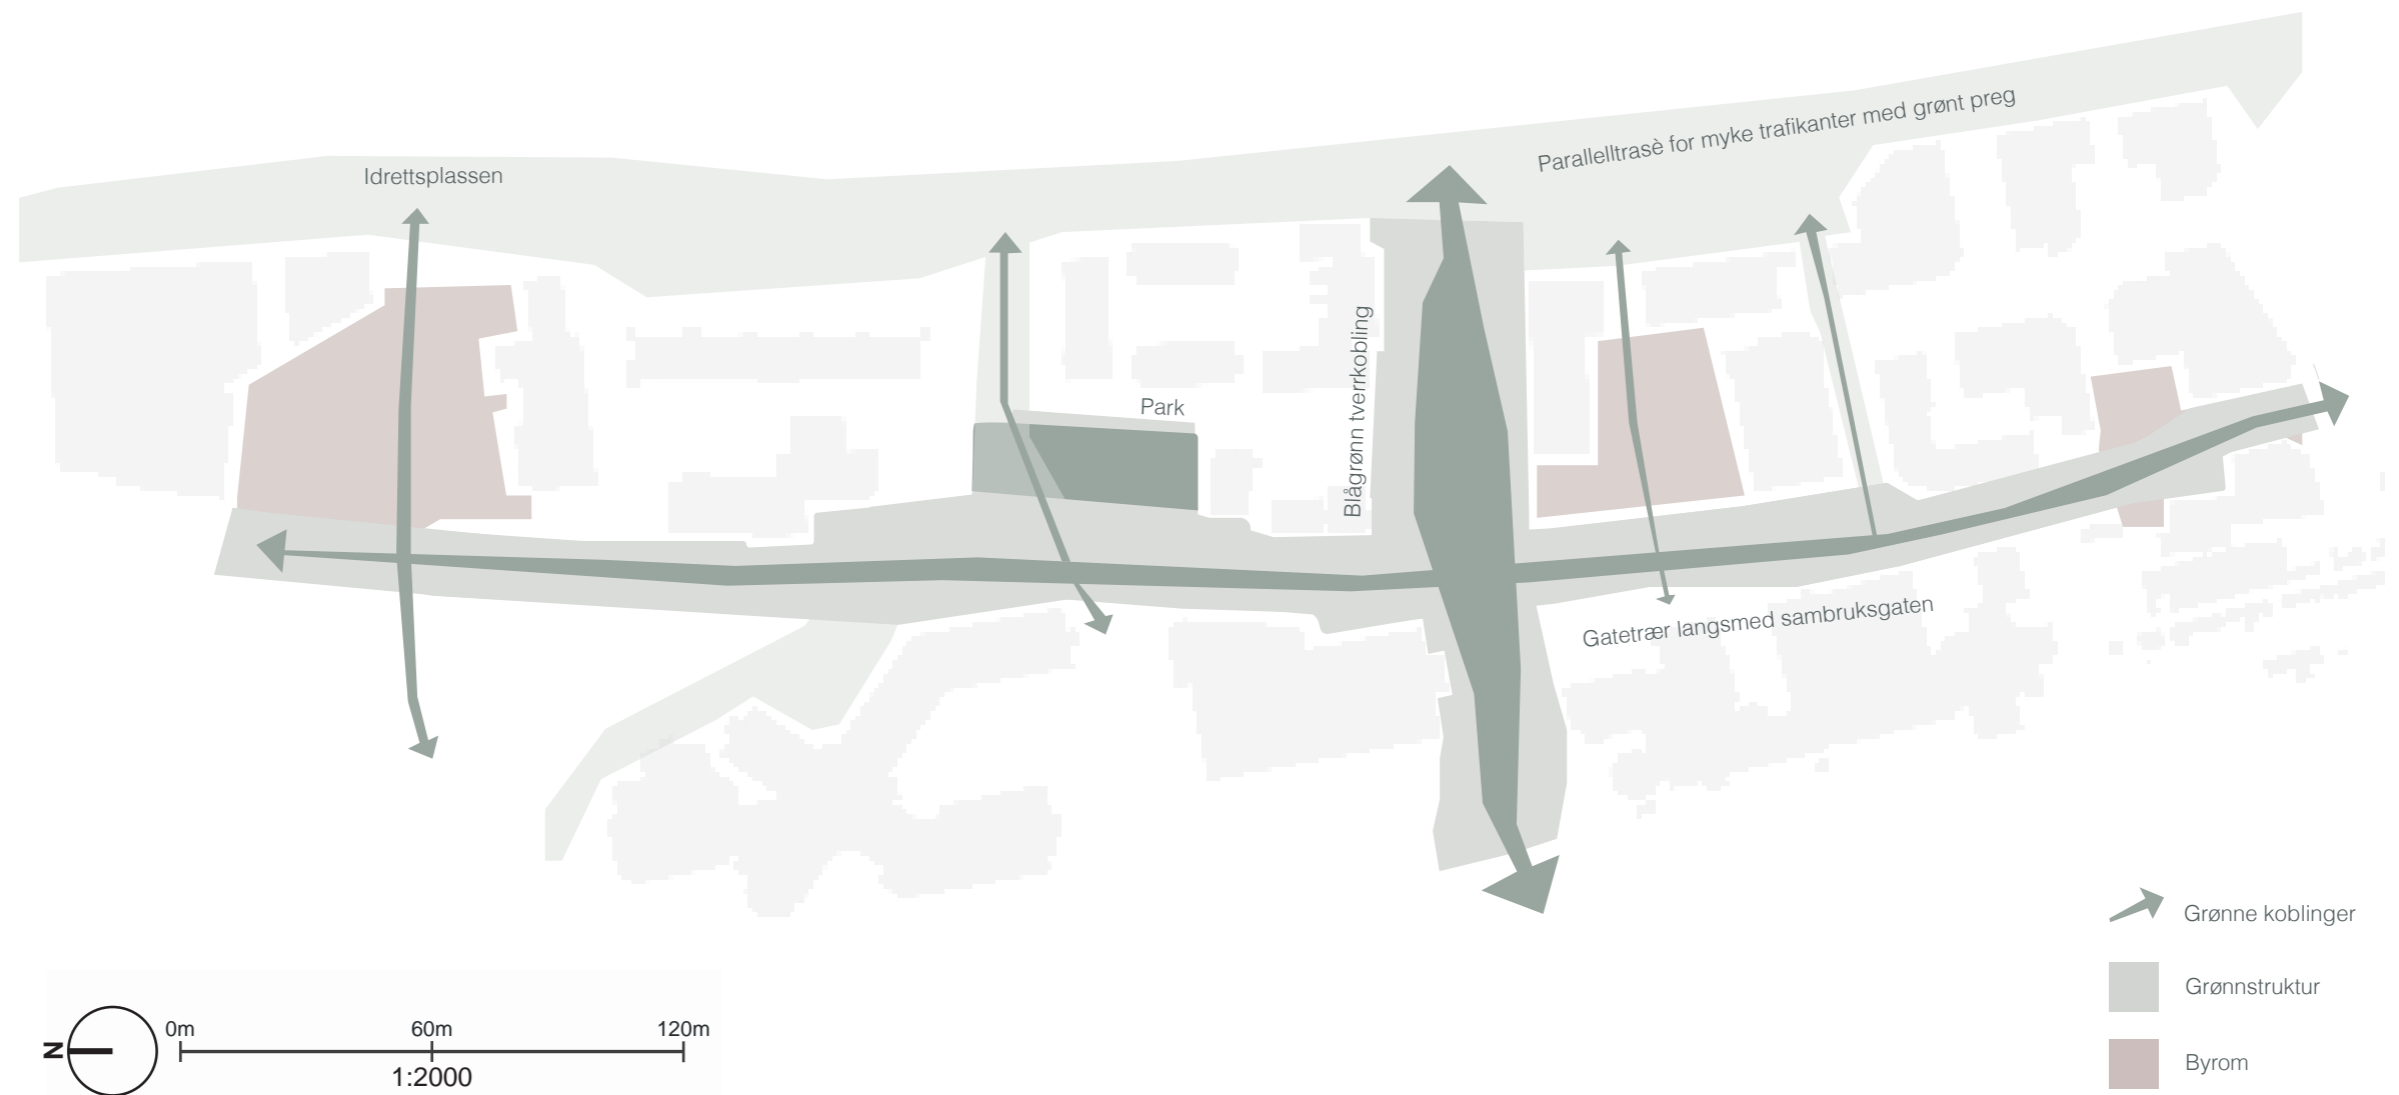 Idrettsplassen
Parallelltrasè for myke trafikanter med grønt preg
Park
Blågrønn tverrkobling
Gatetrær langsmed sambruksgaten
Grønne koblinger
Grønnstruktur
Byrom
N
0m 60m 120m
1:2000